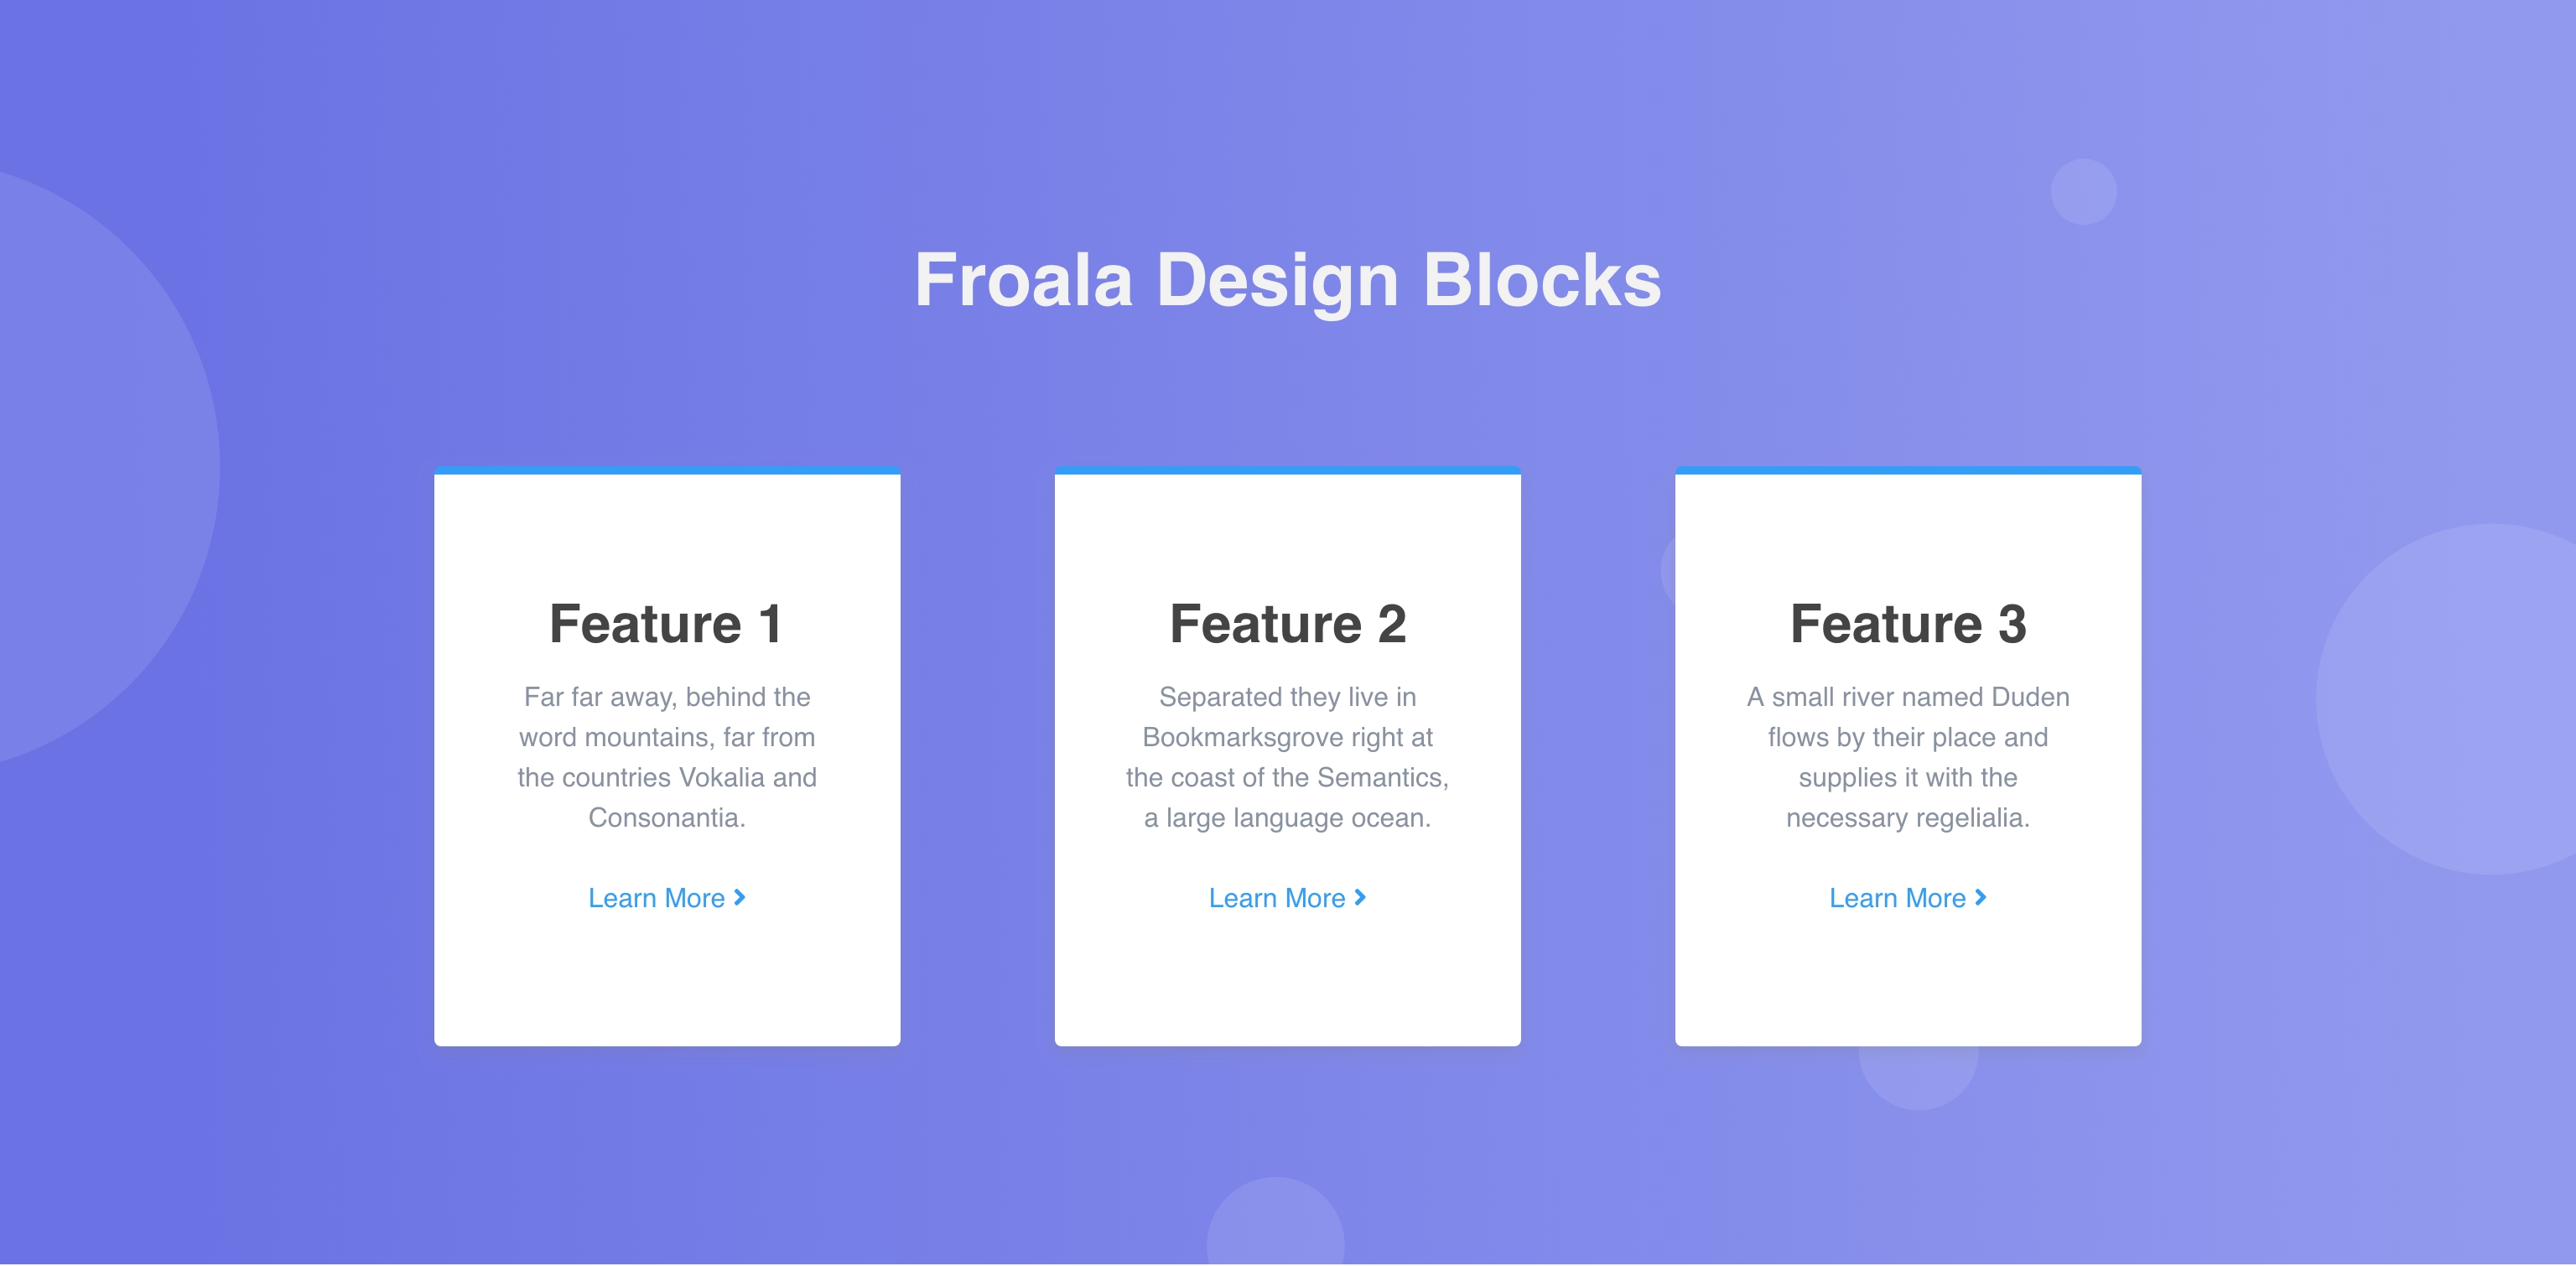 Froala Design Blocks
Feature 1
Far far away, behind the
word mountains, far from
the countries Vokalia and
Consonantia.
Learn More
Feature 2
Separated they live in
Bookmarksgrove right at
the coast of the Semantics,
a large language ocean.
Learn More
Feature 3
A small river named Duden
flows by their place and
supplies it with the
necessary regelialia.
Learn More